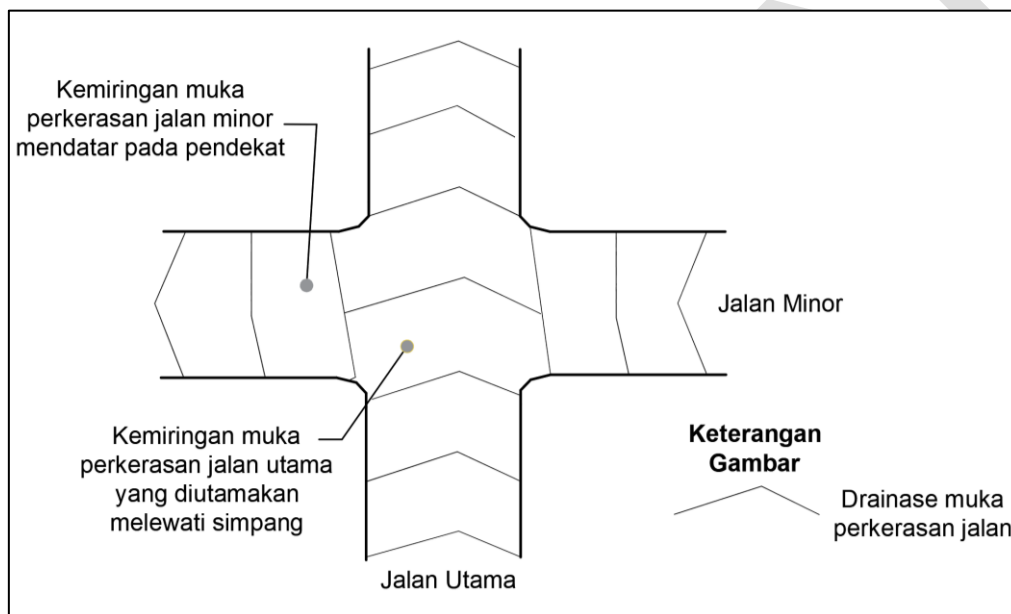 Kemiringan muka
perkerasan jalan minor
mendatar pada pendekat
Jalan Minor
Kemiringan muka
perkerasan jalan utama
yang diutamakan
melewati simpang
Jalan Utama
Keterangan
Gambar
Drainase muka
perkerasan jalan